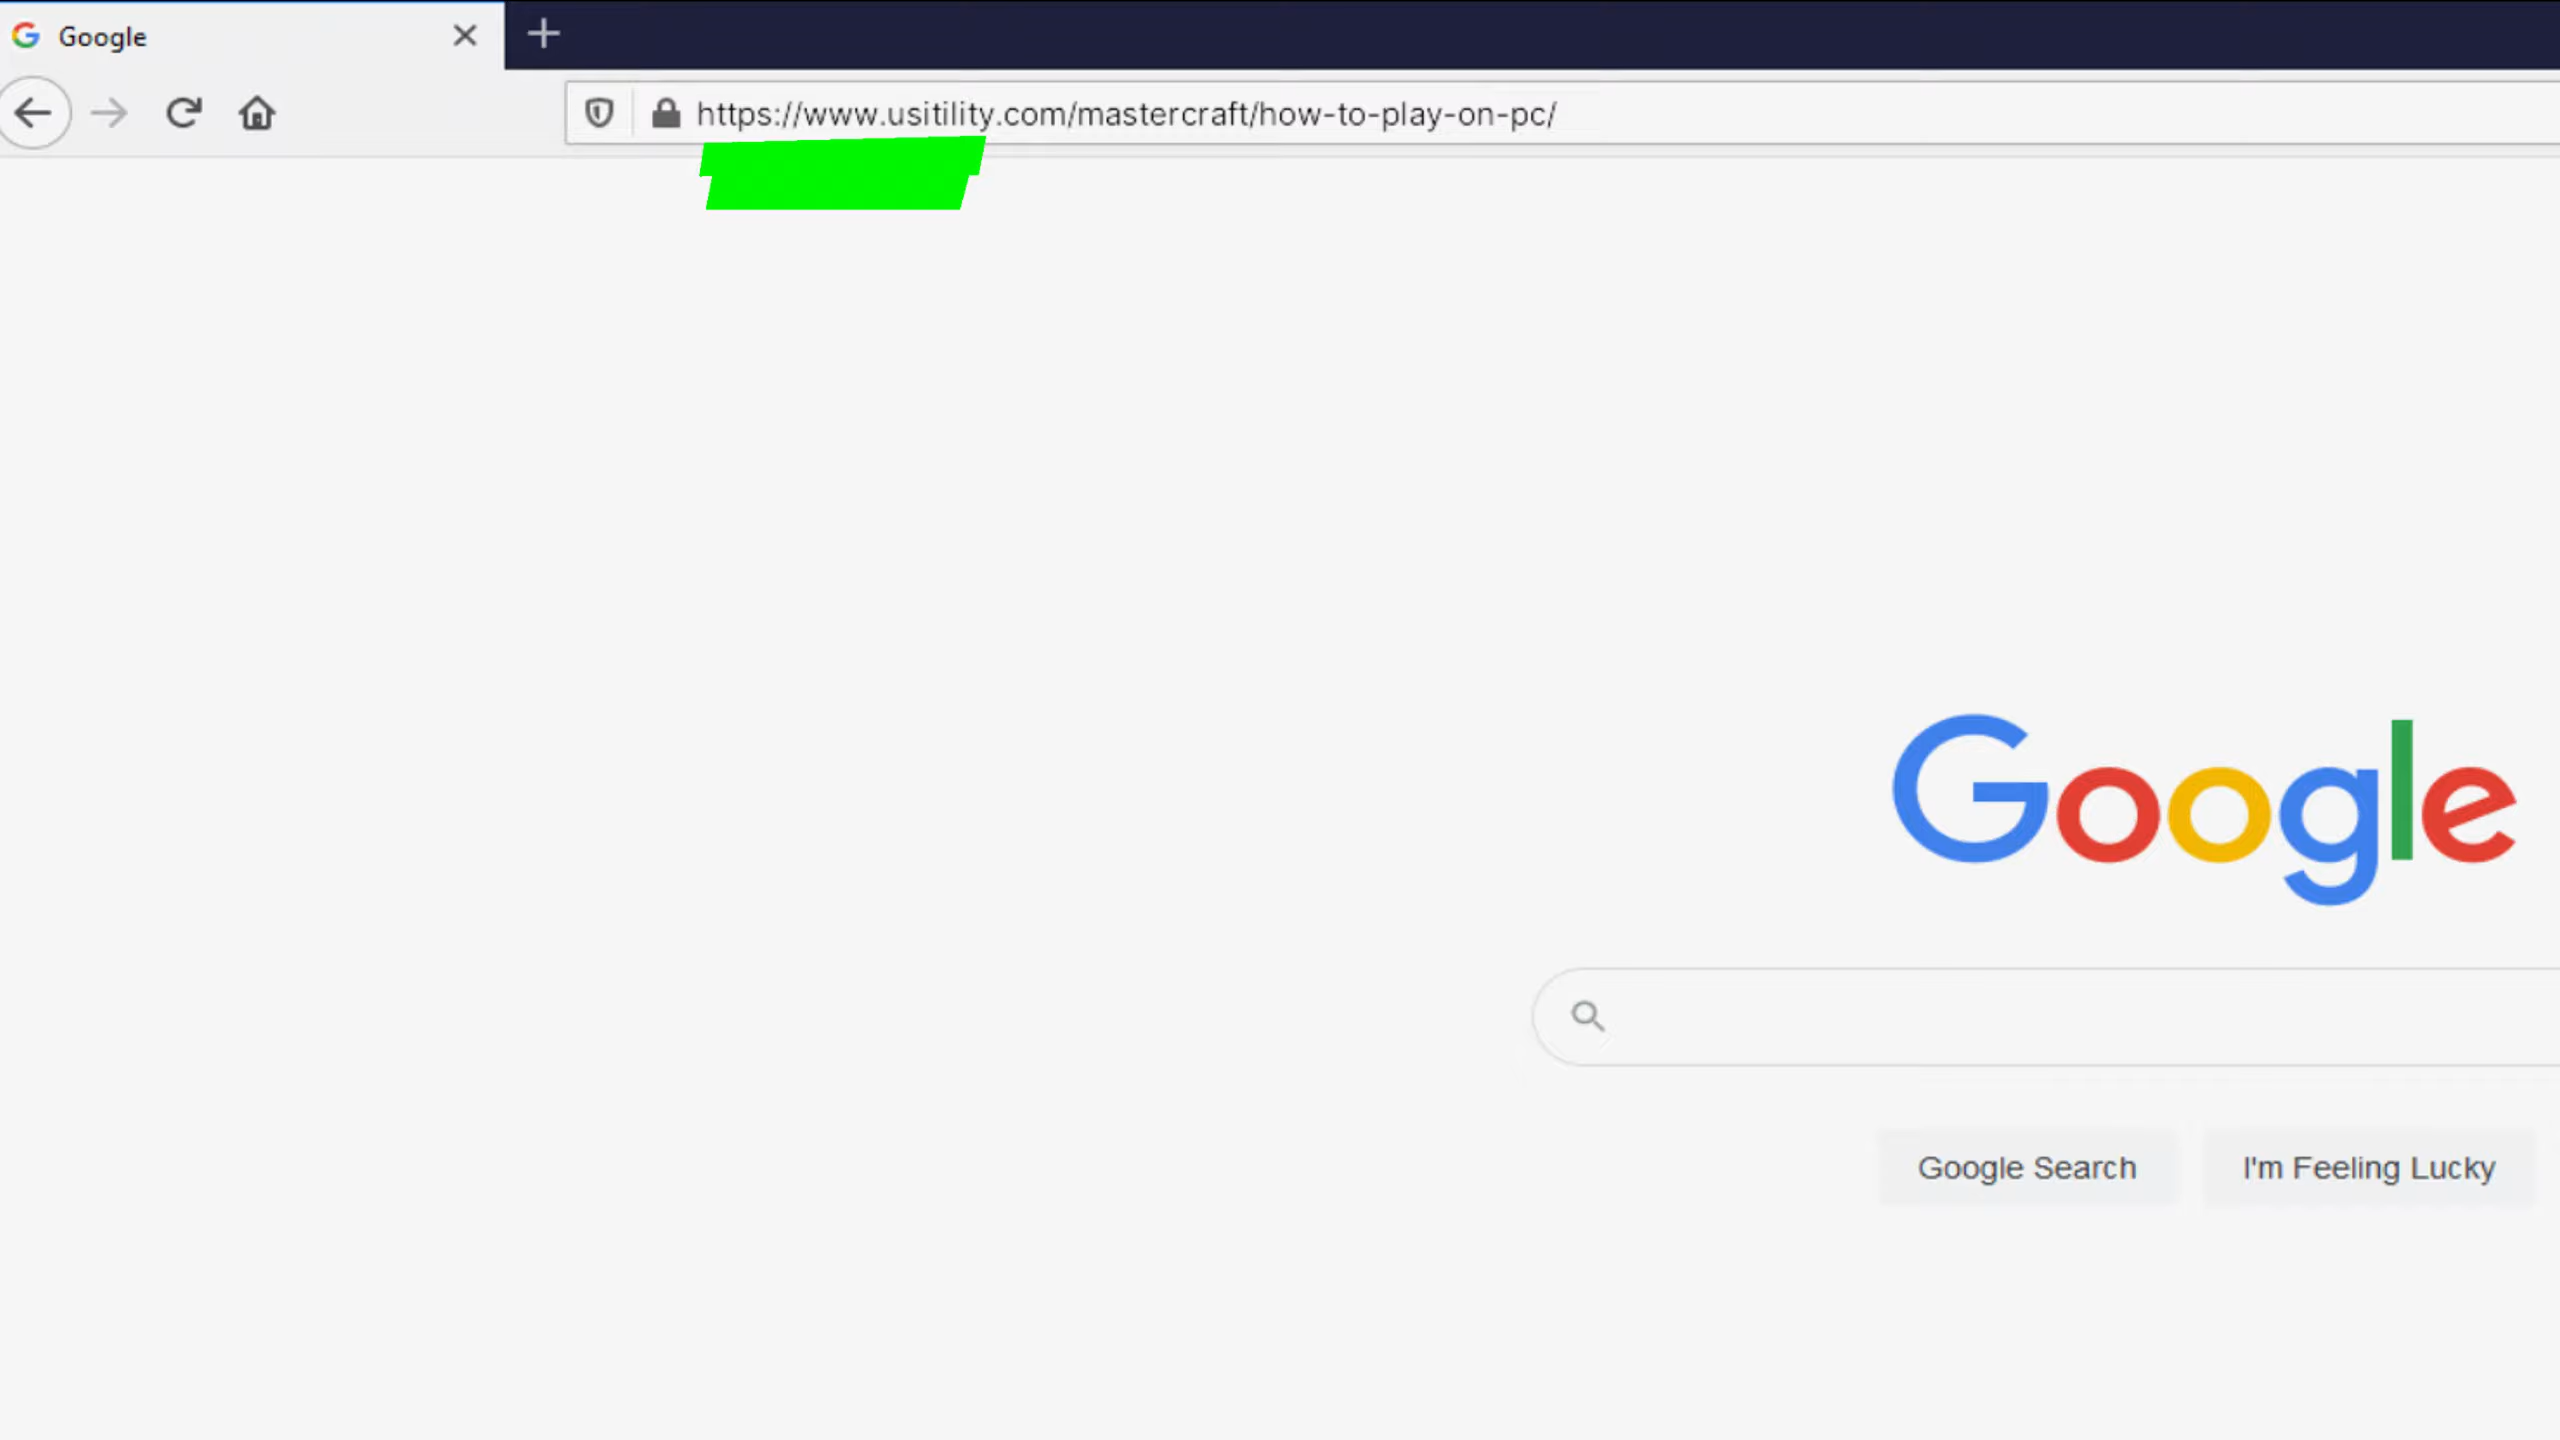 Google
https://www.usitility.com/mastercraft/how-to-play-on-pc/
Google
Google Search
I'm Feeling Lucky